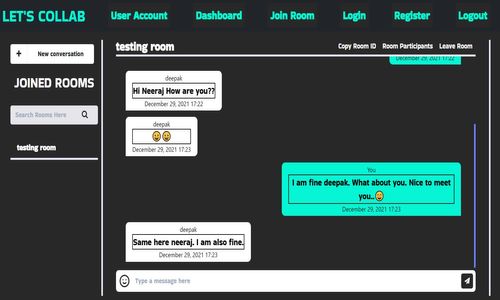 LET'S COLLAB User Account Dashboard Join Room Login Register Logout
+ New conversation
JOINED ROOMS
Search Rooms Here
testing room
testing room Copy Room ID Room Participants Leave Room
December 29, 2021 17:22
deepak
Hi Neeraj How are you??
December 29, 2021 17:22
deepak
😀😀
December 29, 2021 17:23
You
I am fine deepak. What about you. Nice to
meet you..😀
December 29, 2021 17:23
deepak
Same here neeraj. I am also fine.
December 29, 2021 17:23
Type a message here